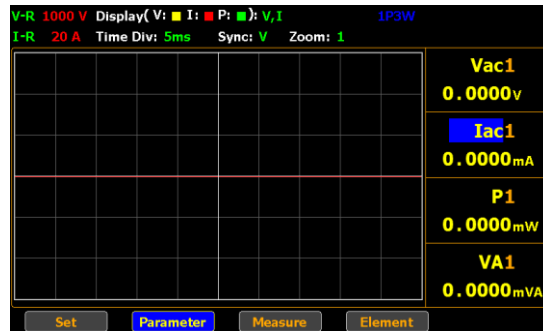 V-R 1000 V Display( V: I: P: ): V,I 1P3W
I-R 20 A Time Div: 5ms Sync: V Zoom: 1
Vac1
0.0000V
Iac1
0.0000mA
P1
0.0000mW
VA1
0.0000mVA
Set Parameter Measure Element